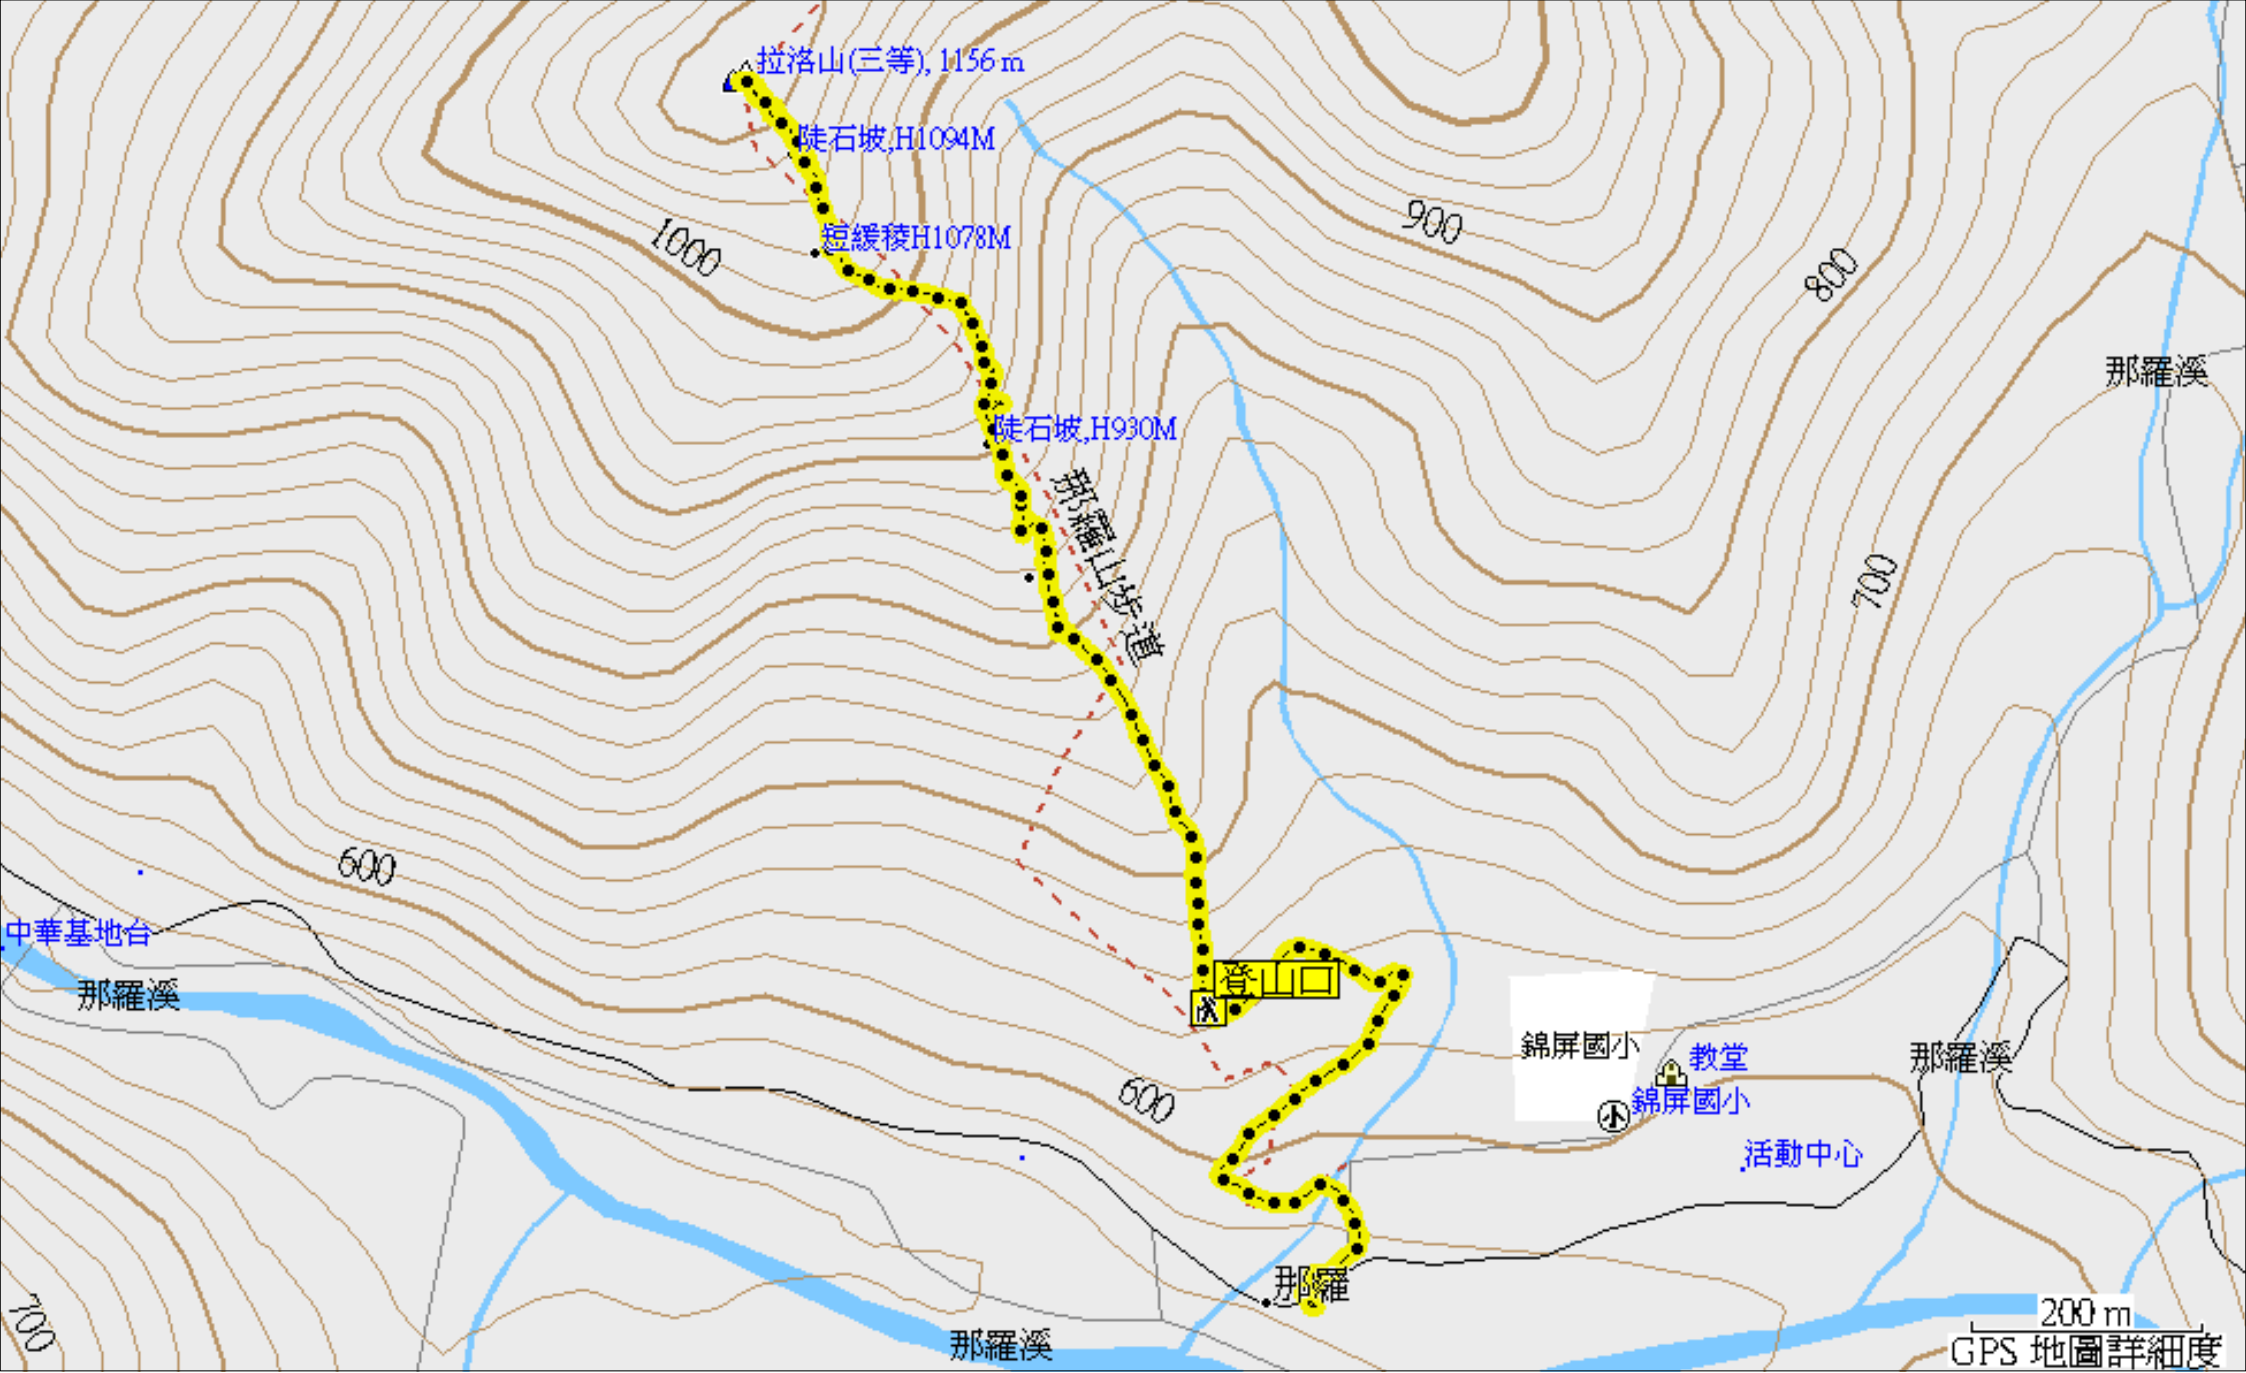 拉洛山(三等), 1156 m
陡石坡,H1094M
短緩稜H1078M
1000
900
800
那羅溪
陡石坡,H930M
那羅山步道
700
600
中華基地台
那羅溪
登山口
錦屏國小
教堂
那羅溪
小
錦屏國小
600
活動中心
那羅
700
那羅溪
200 m
GPS 地圖詳細度